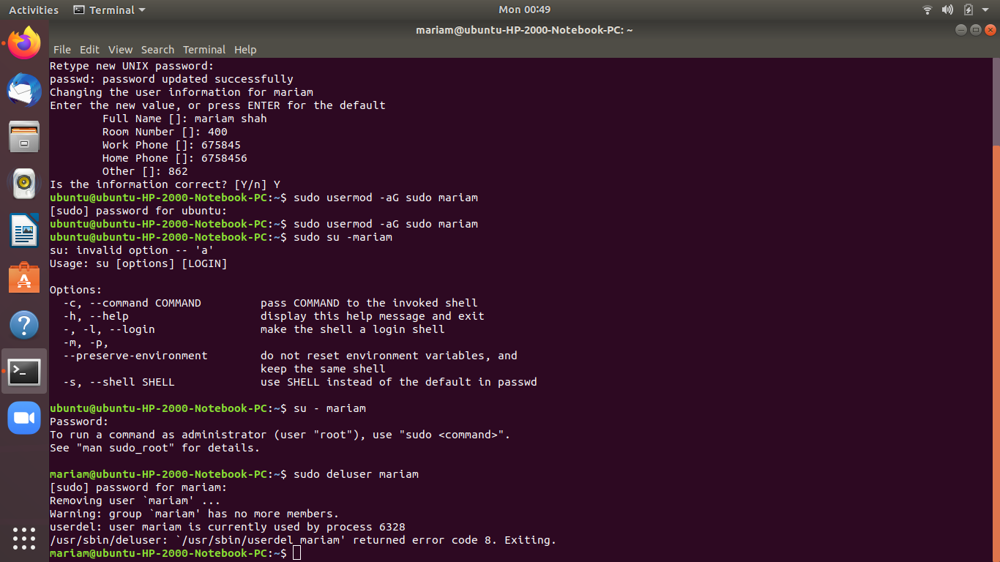 Activities Terminal Mon 00:49
mariam@ubuntu-HP-2000-Notebook-PC: ~
File Edit View Search Terminal Help
Retype new UNIX password:
passwd: password updated successfully
Changing the user information for mariam
Enter the new value, or press ENTER for the default
        Full Name []: mariam shah
        Room Number []: 400
        Work Phone []: 675845
        Home Phone []: 6758456
        Other []: 862
Is the information correct? [Y/n] Y
ubuntu@ubuntu-HP-2000-Notebook-PC:~$ sudo usermod -aG sudo mariam
[sudo] password for ubuntu:
ubuntu@ubuntu-HP-2000-Notebook-PC:~$ sudo usermod -aG sudo mariam
ubuntu@ubuntu-HP-2000-Notebook-PC:~$ sudo su -mariam
su: invalid option -- 'a'
Usage: su [options] [LOGIN]

Options:
  -c, --command COMMAND         pass COMMAND to the invoked shell
  -h, --help                    display this help message and exit
  -, -l, --login                make the shell a login shell
  -m, -p,
  --preserve-environment        do not reset environment variables, and
                                keep the same shell
  -s, --shell SHELL             use SHELL instead of the default in passwd

ubuntu@ubuntu-HP-2000-Notebook-PC:~$ su - mariam
Password:
To run a command as administrator (user "root"), use "sudo <command>".
See "man sudo_root" for details.

mariam@ubuntu-HP-2000-Notebook-PC:~$ sudo deluser mariam
[sudo] password for mariam:
Removing user `mariam' ...
Warning: group `mariam' has no more members.
userdel: user mariam is currently used by process 6328
/usr/sbin/deluser: `/usr/sbin/userdel mariam' returned error code 8. Exiting.
mariam@ubuntu-HP-2000-Notebook-PC:~$